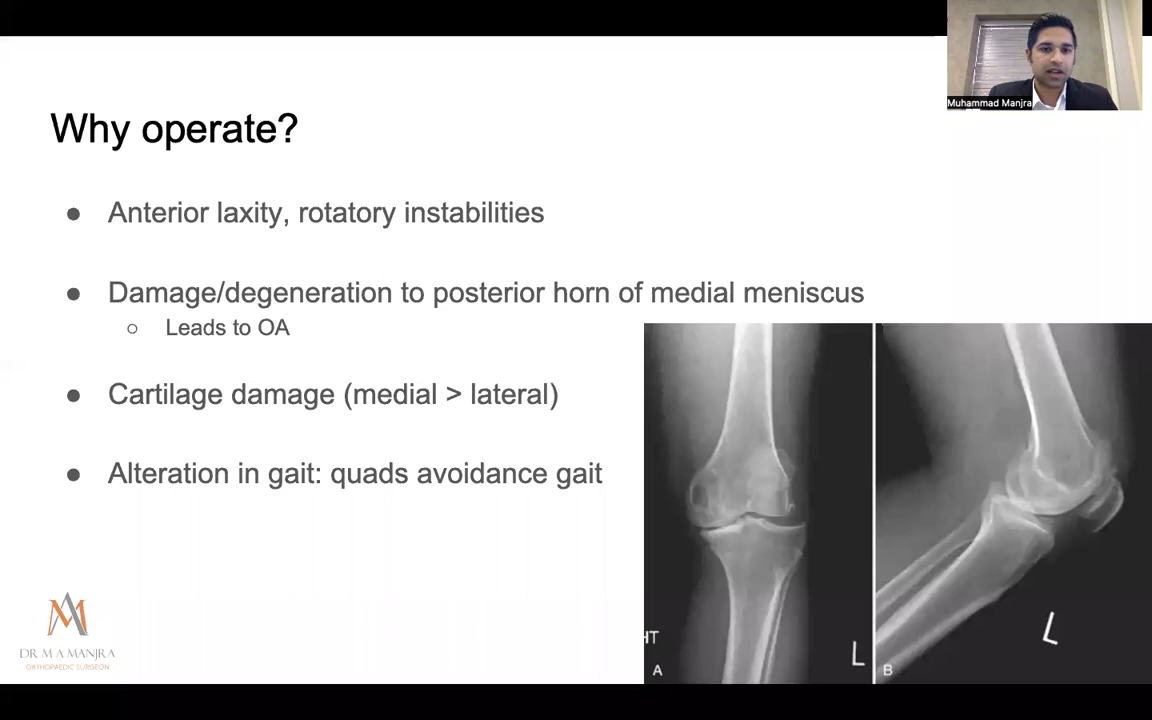 Muhammad Manjra
Why operate?
● Anterior laxity, rotatory instabilities
● Damage/degeneration to posterior horn of medial meniscus
○ Leads to OA
● Cartilage damage (medial > lateral)
● Alteration in gait: quads avoidance gait
HT
L
A
L
B
DR M A MANJRA
ORTHOPAEDIC SURGEON